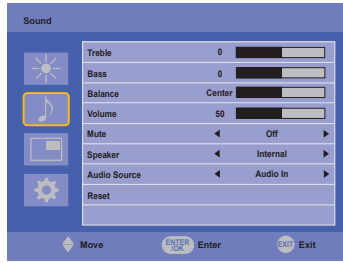 Sound
Treble 0
Bass 0
Balance Center
Volume 50
Mute Off
Speaker Internal
Audio Source Audio In
Reset
Move ENTER /OK Enter EXIT Exit